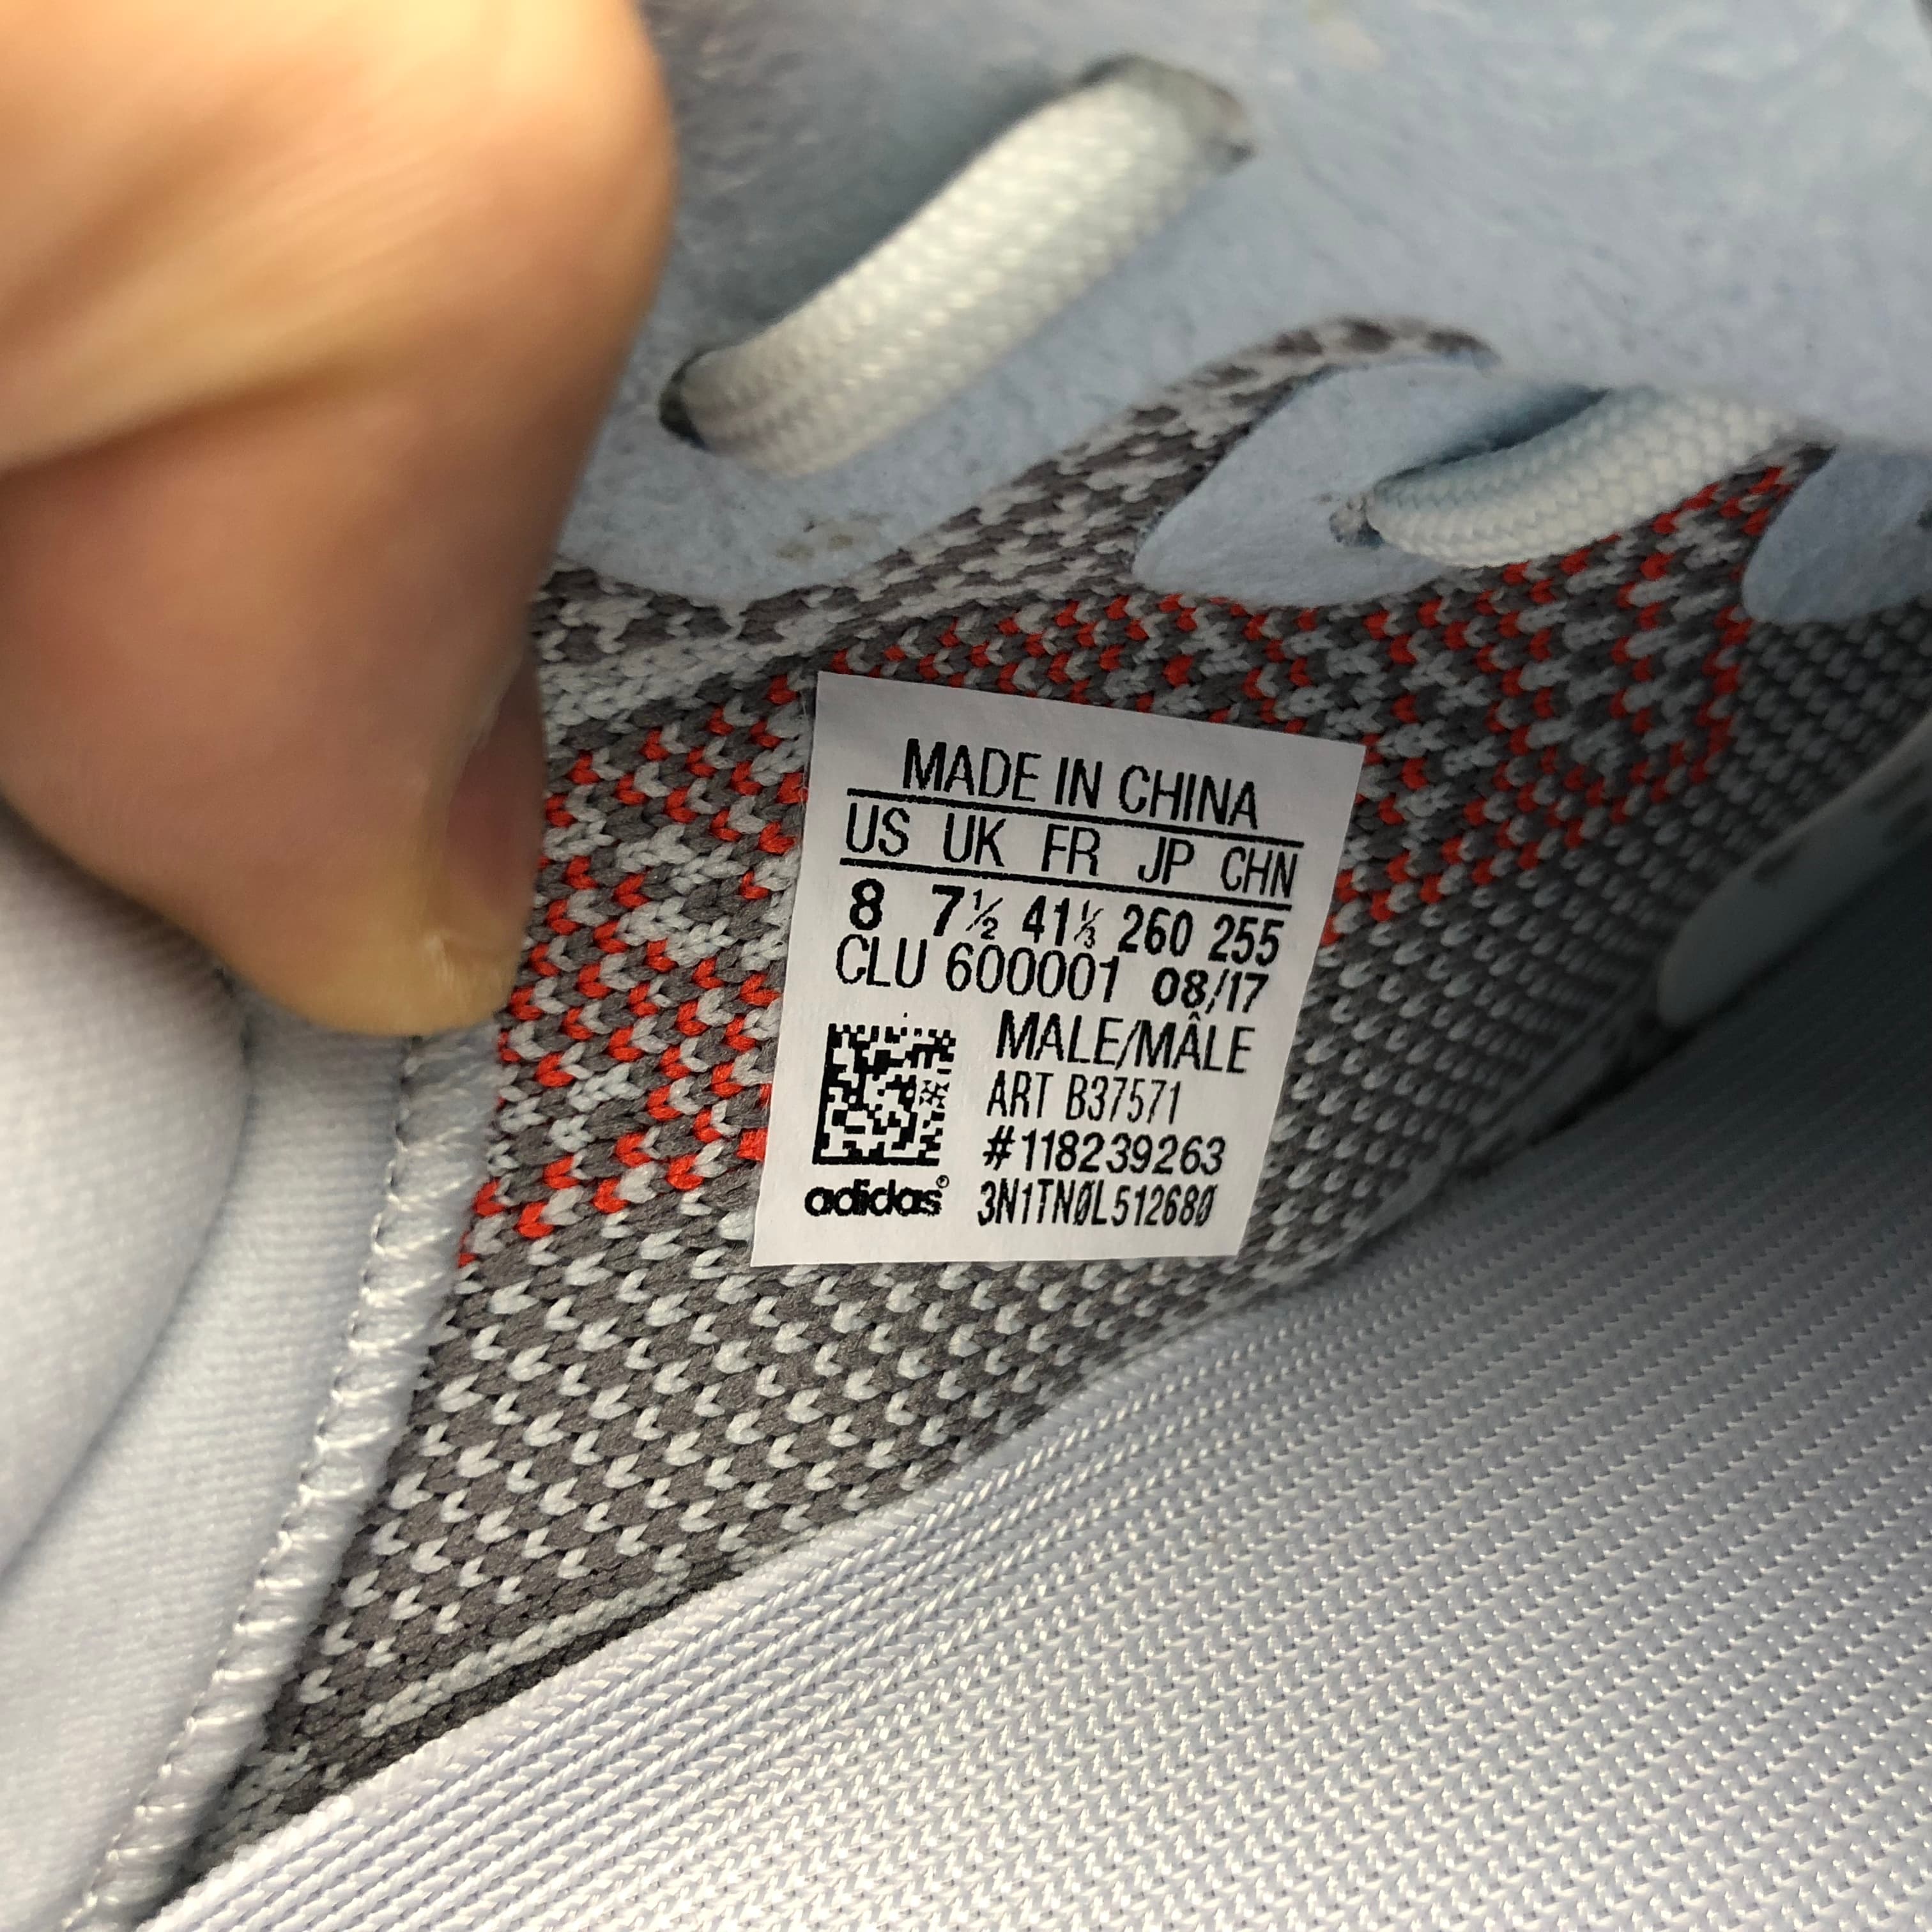 MADE IN CHINA
US UK FR JP CHN
8 7½ 41⅓ 260 255
CLU 600001 08/17
MALE/MÂLE
ART B37571
#118239263
adidas® 3N1TNØL512680